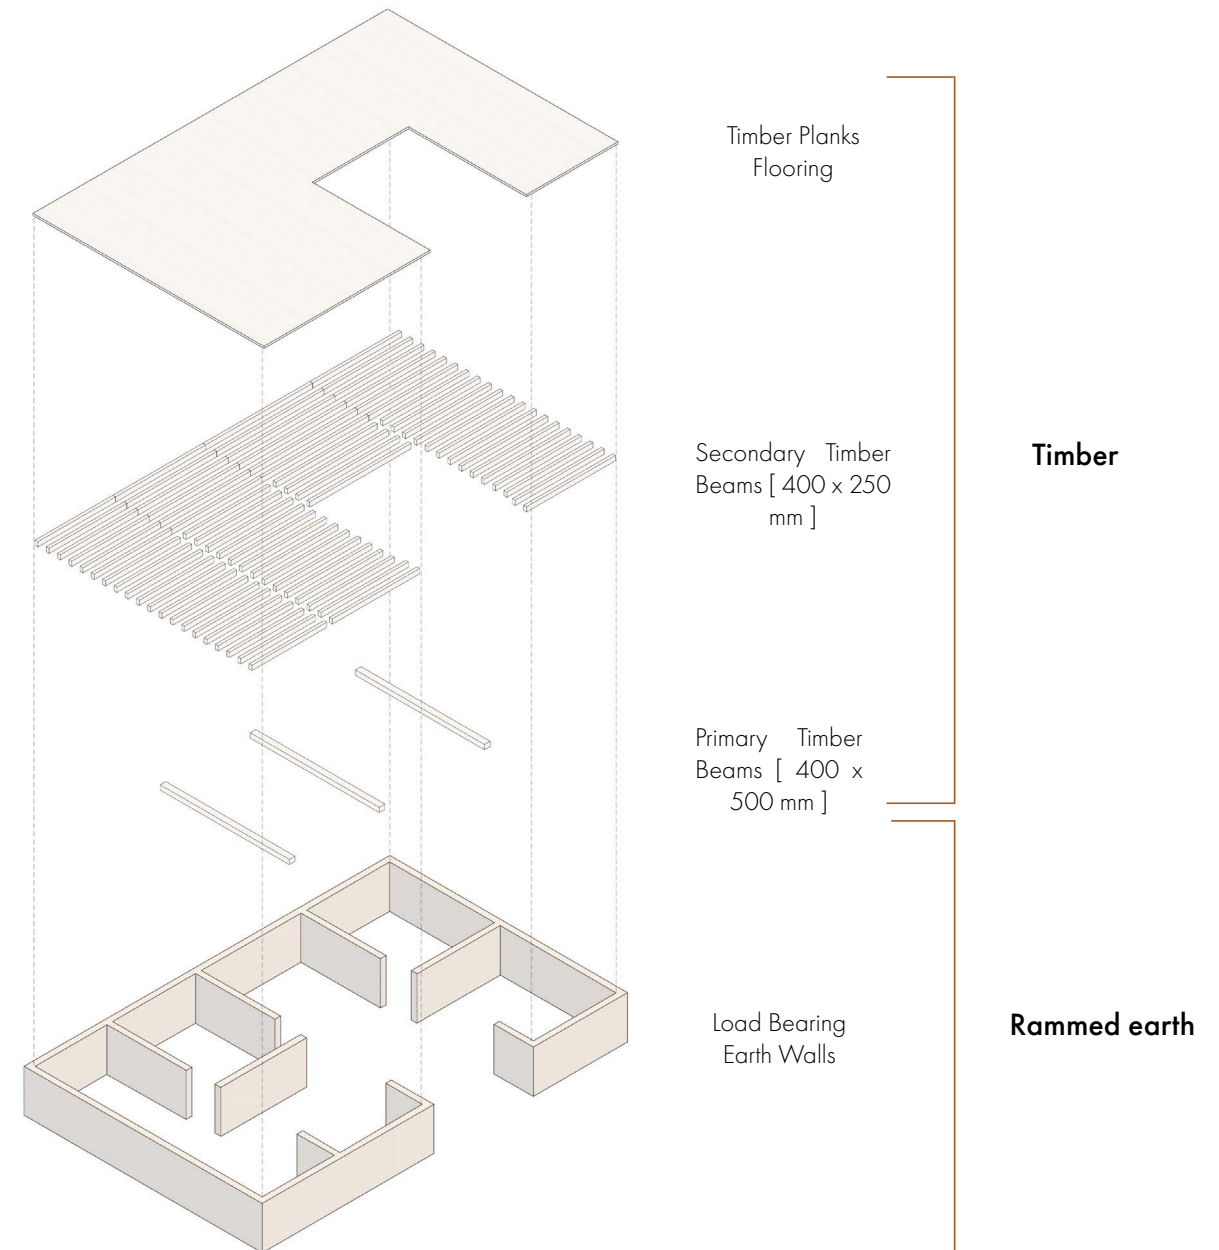 Timber Planks
Flooring
Secondary Timber
Beams [ 400 x 250
mm ]
Timber
Primary Timber
Beams [ 400 x
500 mm ]
Load Bearing
Earth Walls
Rammed earth